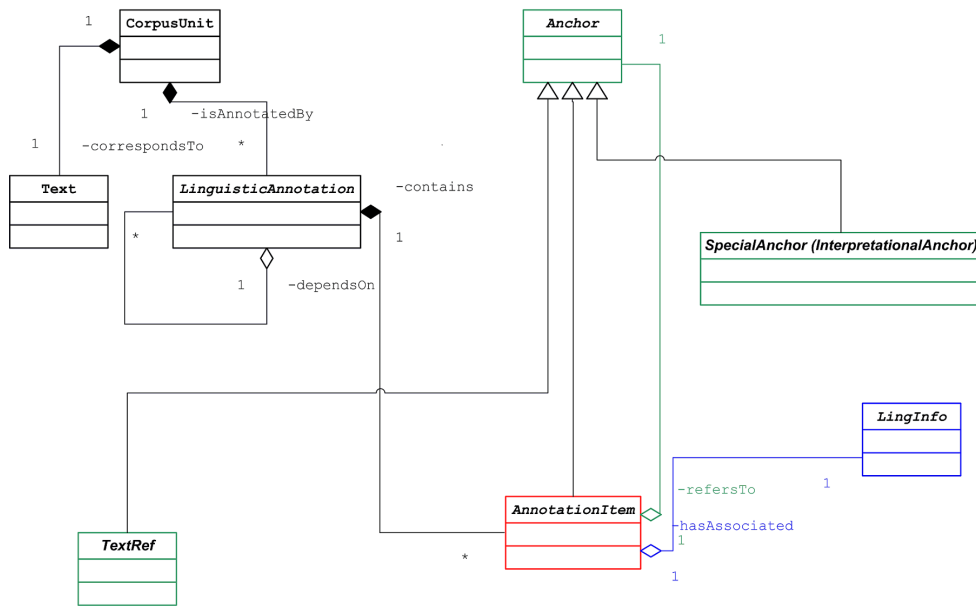 1
CorpusUnit
Anchor
1
1
-isAnnotatedBy
1
-correspondsTo
*
Text
LinguisticAnnotation
-contains
*
1
SpecialAnchor (InterpretationalAnchor)
1
-dependsOn
LingInfo
1
-refersTo
AnnotationItem
-hasAssociated
1
TextRef
*
1